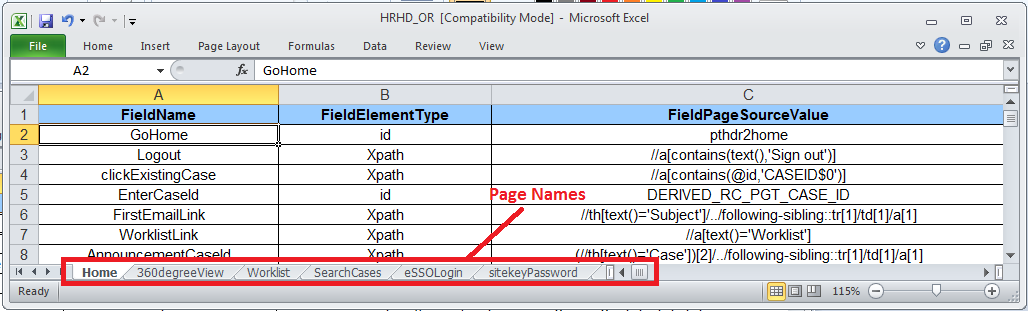 HRHD_OR [Compatibility Mode] - Microsoft Excel
File Home Insert Page Layout Formulas Data Review View
A2 fx GoHome
A B C
1 FieldName FieldElementType FieldPageSourceValue
2 GoHome id pthdr2home
3 Logout Xpath //a[contains(text(),'Sign out')]
4 clickExistingCase Xpath //a[contains(@id,'CASEID$0')]
5 EnterCaseId id DERIVED_RC_PGT_CASE_ID
Page Names
6 FirstEmailLink Xpath //th[text()='Subject']/../following-sibling::tr[1]/td[1]/a[1]
7 WorklistLink Xpath //a[text()='Worklist']
8 AnnouncementCaseId Xpath (//th[text()='Case'])[2]/../following-sibling::tr[1]/td[1]/a[1]
Home 360degreeView Worklist SearchCases eSSOLogin sitekeyPassword
Ready 115%